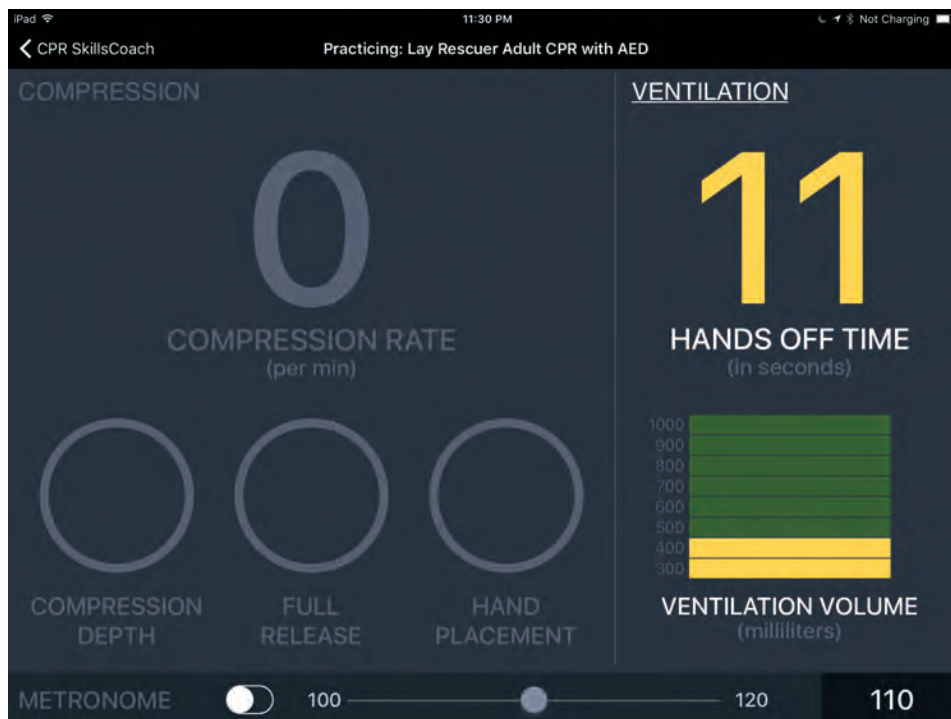 iPad 11:30 PM Not Charging
CPR SkillsCoach Practicing: Lay Rescuer Adult CPR with AED
COMPRESSION
0
COMPRESSION RATE
(per min)
COMPRESSION
DEPTH
FULL
RELEASE
HAND
PLACEMENT
VENTILATION
11
HANDS OFF TIME
(in seconds)
1000
900
800
700
600
500
400
300
VENTILATION VOLUME
(milliliters)
METRONOME 100 120 110